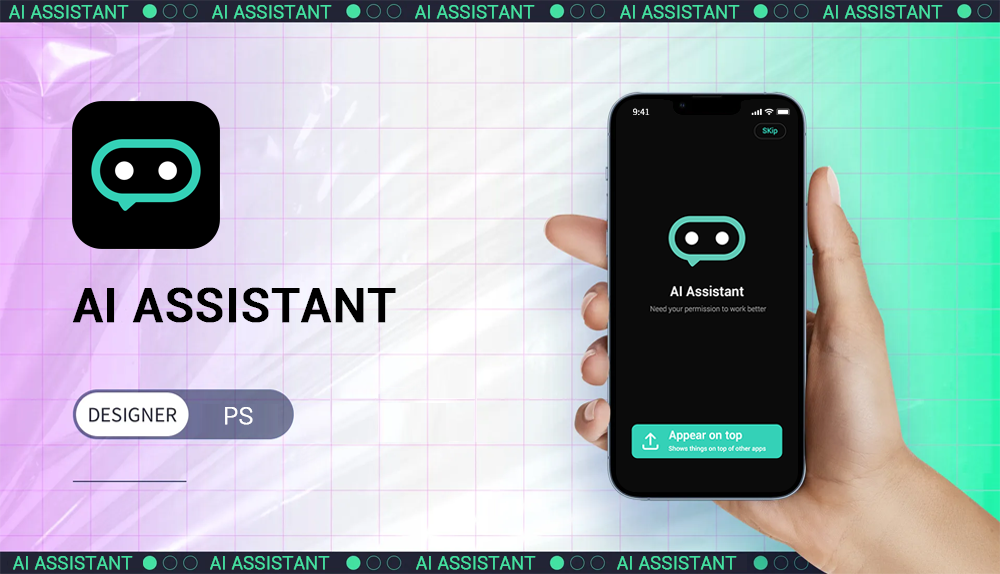 AI ASSISTANT AI ASSISTANT AI ASSISTANT AI ASSISTANT AI ASSISTANT
9:41
Skip
AI Assistant
Need your permission to work better
AI ASSISTANT
DESIGNER PS
Appear on top
Shows things on top of other apps
AI ASSISTANT AI ASSISTANT AI ASSISTANT AI ASSISTANT